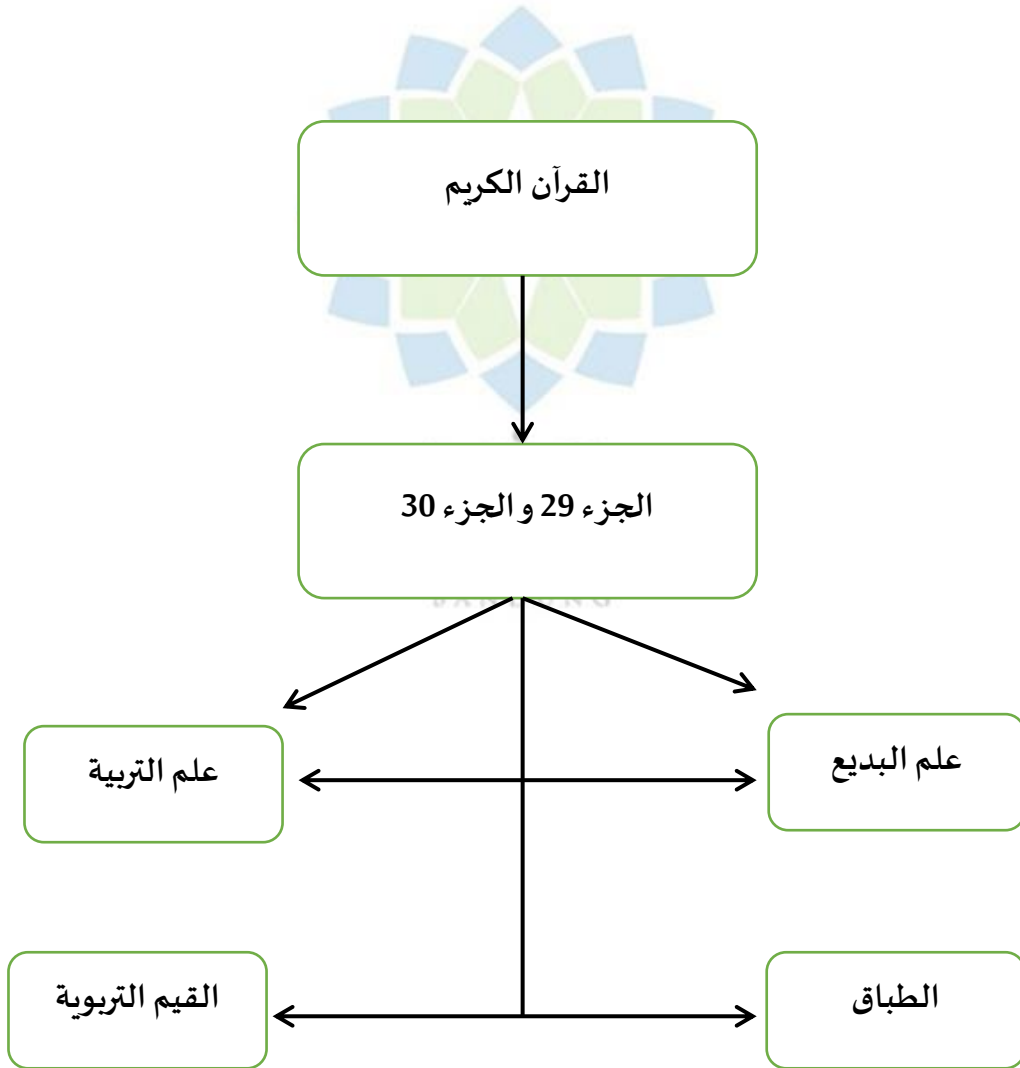 القرآن الكريم
الجزء 29 و الجزء 30
علم البديع
علم التربية
الطباق
القيم التربوية